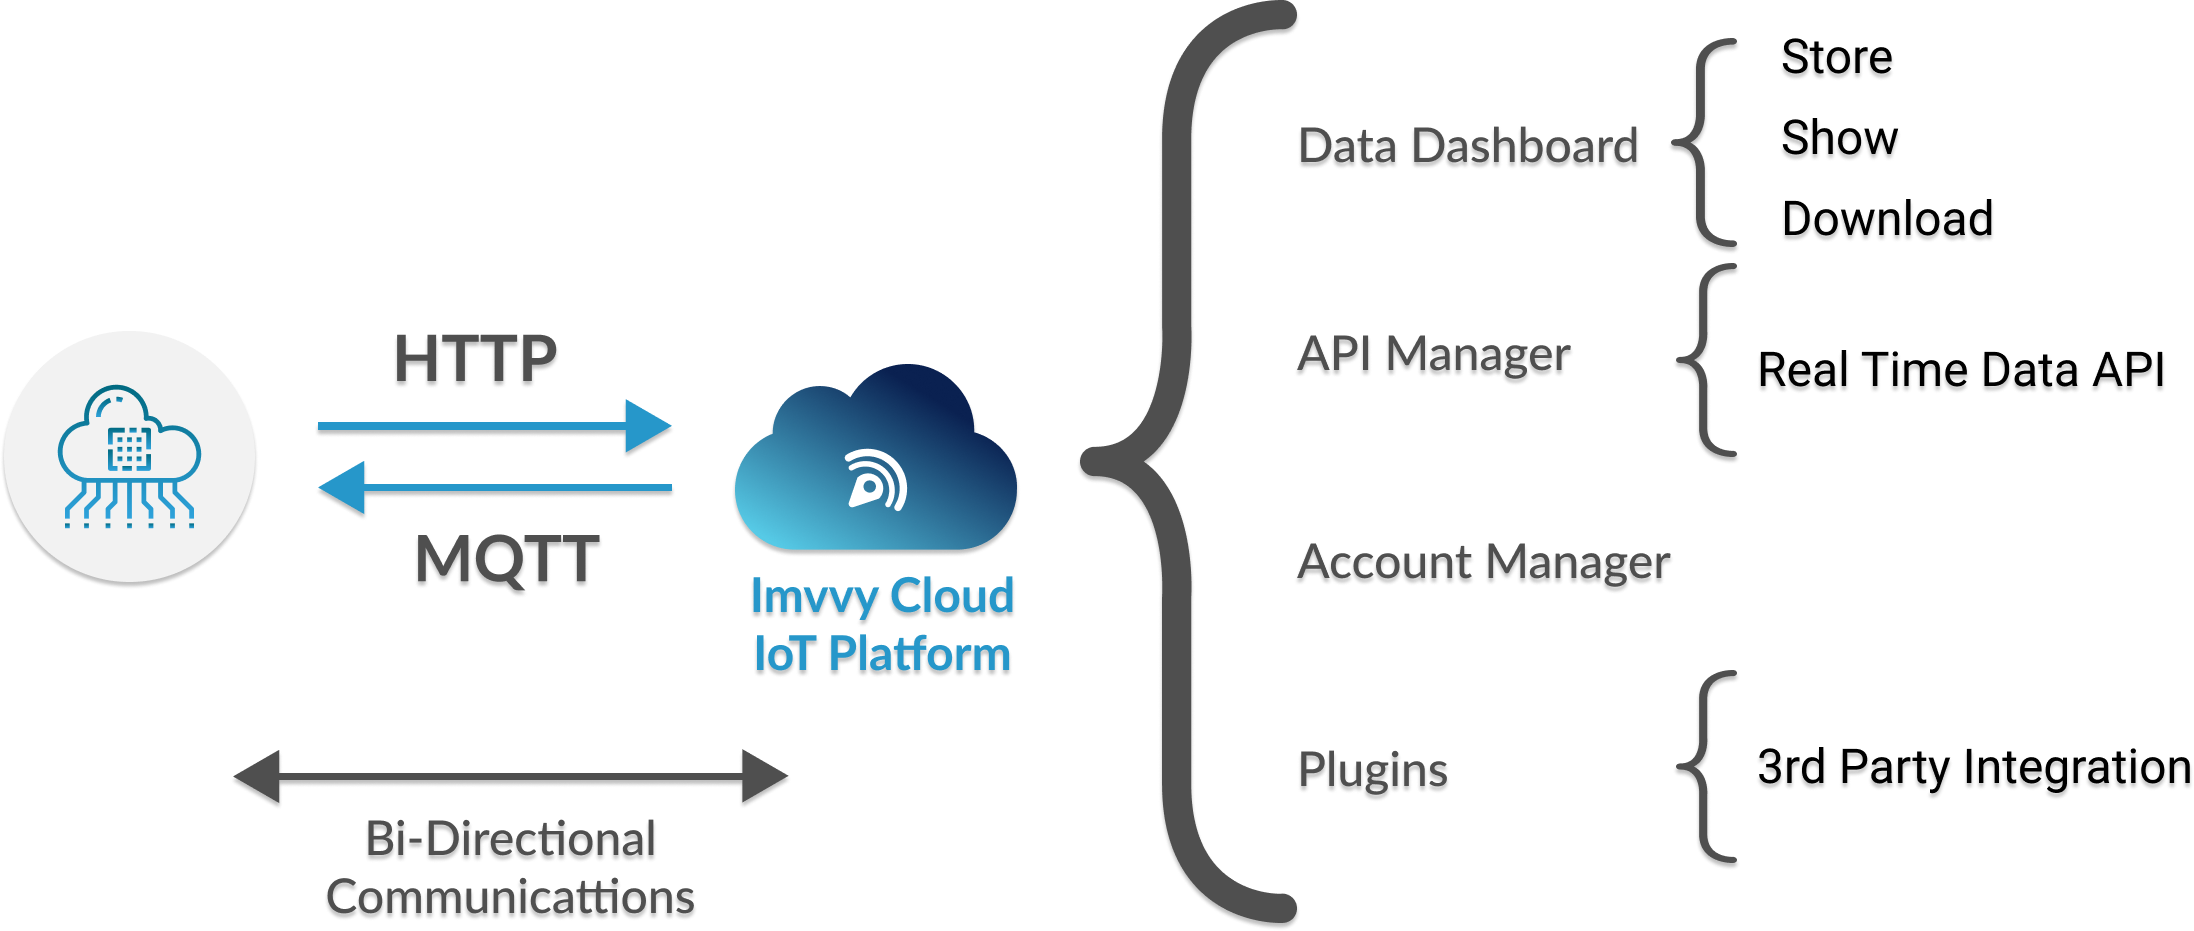 HTTP
MQTT
Imvvy Cloud
IoT Platform
Bi-Directional
Communicattions
Data Dashboard
Store
Show
Download
API Manager
Real Time Data API
Account Manager
Plugins
3rd Party Integration